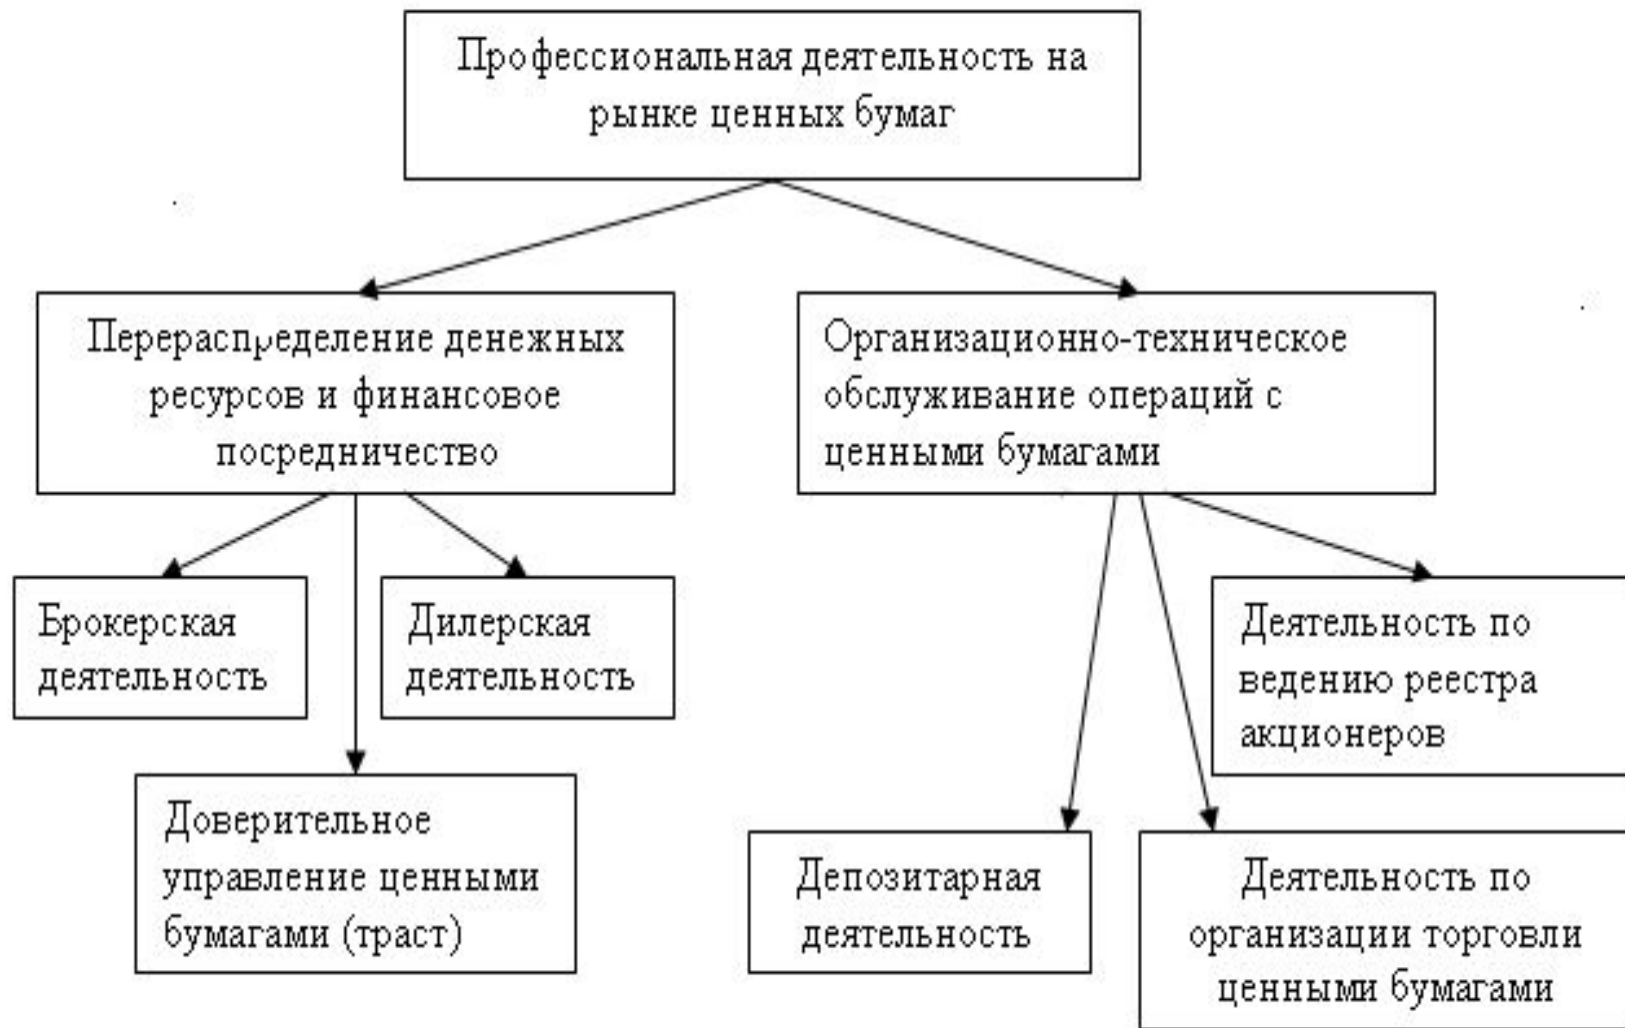 Профессиональная деятельность на
рынке ценных бумаг
Перераспределение денежных
ресурсов и финансовое
посредничество
Организационно-техническое
обслуживание операций с
ценными бумагами
Брокерская
деятельность
Дилерская
деятельность
Деятельность по
ведению реестра
акционеров
Доверительное
управление ценными
бумагами (траст)
Депозитарная
деятельность
Деятельность по
организации торговли
ценными бумагами